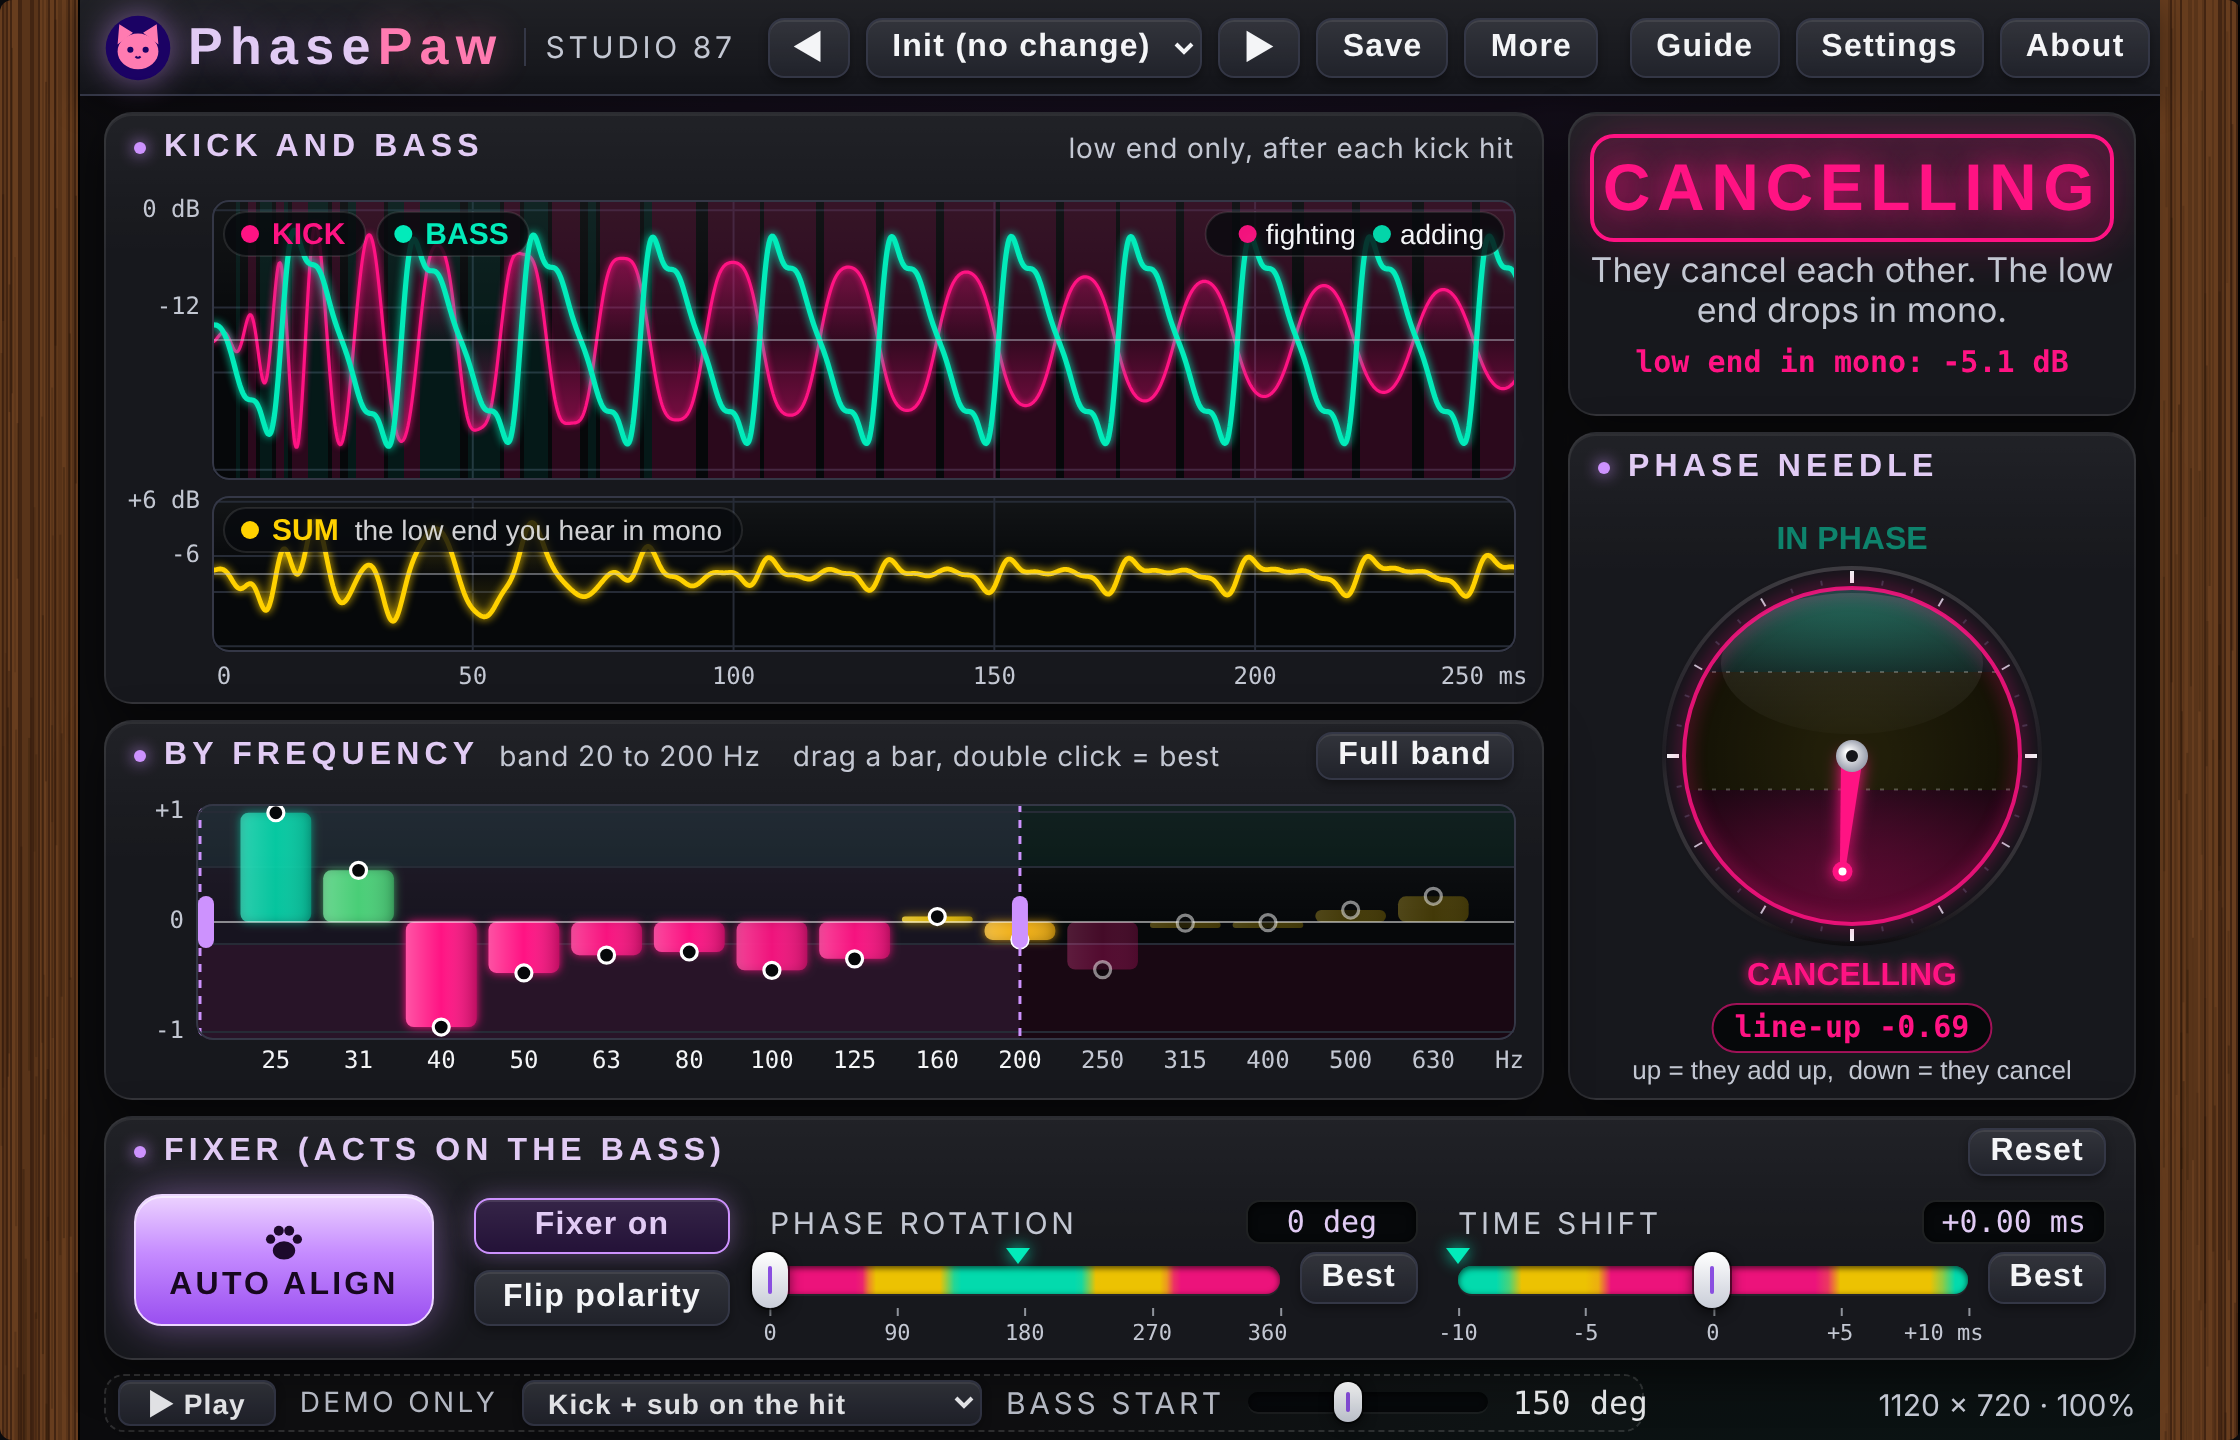 PhasePaw STUDIO 87 Init (no change) Save More Guide Settings About
KICK AND BASS low end only, after each kick hit
0 dB
KICK BASS fighting adding
-12
+6 dB
SUM the low end you hear in mono
-6
0 50 100 150 200 250 ms
CANCELLING
They cancel each other. The low
end drops in mono.
low end in mono: -5.1 dB
PHASE NEEDLE
IN PHASE
CANCELLING
line-up -0.69
up = they add up, down = they cancel
BY FREQUENCY band 20 to 200 Hz drag a bar, double click = best Full band
+1
0
-1
25 31 40 50 63 80 100 125 160 200 250 315 400 500 630 Hz
FIXER (ACTS ON THE BASS) Reset
AUTO ALIGN
Fixer on
Flip polarity
PHASE ROTATION 0 deg
Best
0 90 180 270 360
TIME SHIFT +0.00 ms
Best
-10 -5 0 +5 +10 ms
Play DEMO ONLY Kick + sub on the hit BASS START 150 deg 1120 × 720 · 100%